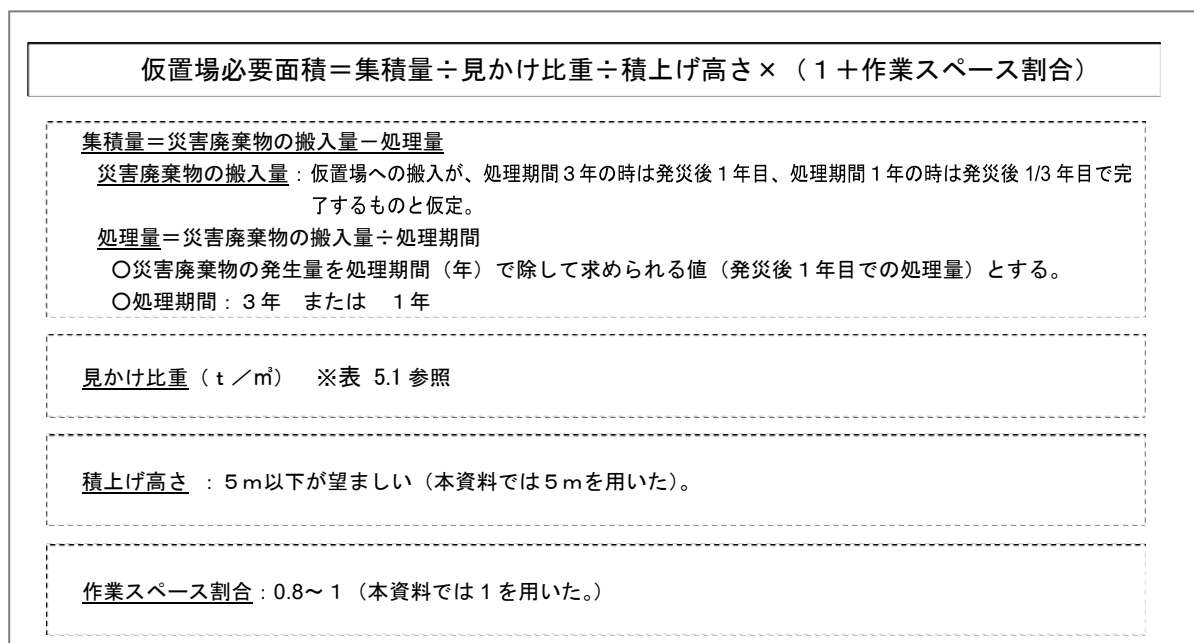 仮置場必要面積＝集積量÷見かけ比重÷積上げ高さ×（１＋作業スペース割合）
集積量＝災害廃棄物の搬入量－処理量
災害廃棄物の搬入量：仮置場への搬入が、処理期間３年の時は発災後１年目、処理期間１年の時は発災後 1/3 年目で完
了するものと仮定。
処理量＝災害廃棄物の搬入量÷処理期間
〇災害廃棄物の発生量を処理期間（年）で除して求められる値（発災後１年目での処理量）とする。
〇処理期間：３年　または　１年
見かけ比重（ｔ／㎥）　※表 5.1 参照
積上げ高さ ：５ｍ以下が望ましい（本資料では５ｍを用いた）。
作業スペース割合：0.8～１（本資料では１を用いた。）